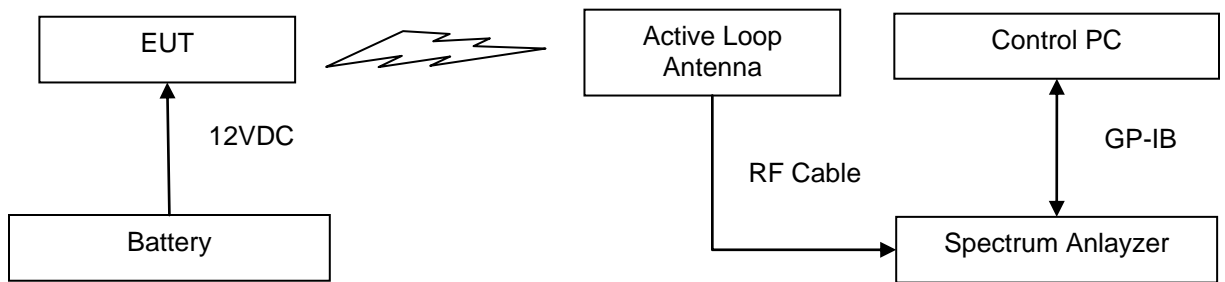 EUT
Active Loop
Antenna
Control PC
12VDC
GP-IB
RF Cable
Battery
Spectrum Anlayzer